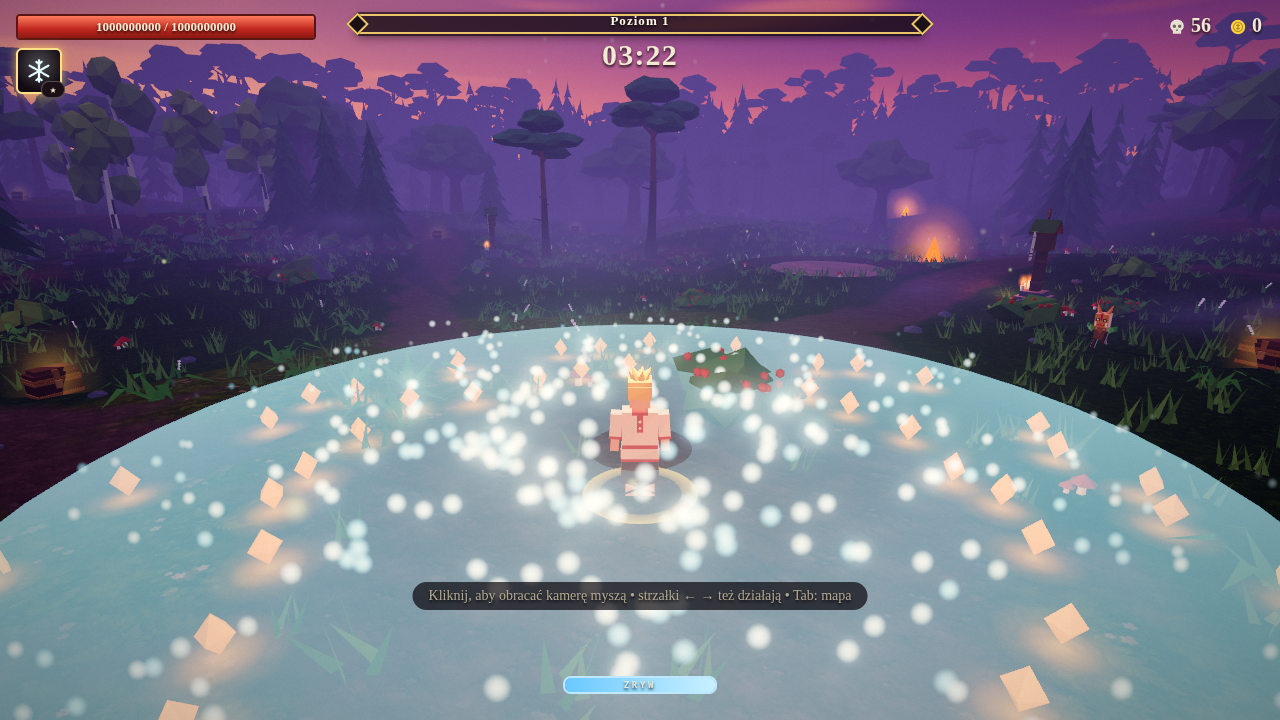 1000000000 / 1000000000
Poziom 1
03:22
56
0
Kliknij, aby obracać kamerę myszą • strzałki ← → też działają • Tab: mapa
ZRYW